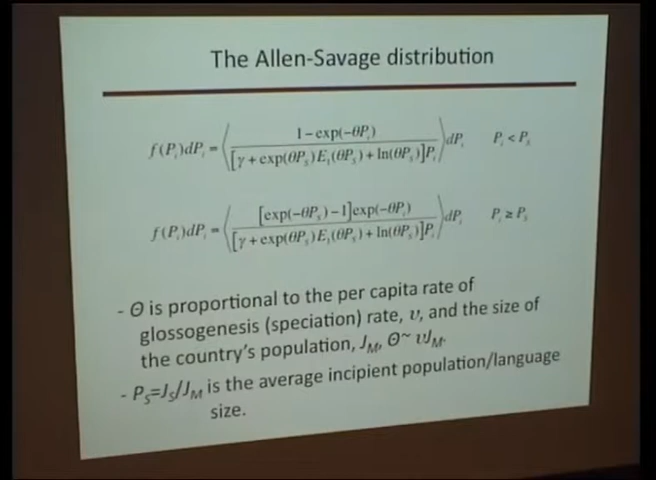 The Allen-Savage distribution
f(P_i)dP_i = ⟨ (1 − exp(−θP_i)) / ([γ + exp(θP_s)E_1(θP_s) + ln(θP_s)]P_i) ⟩ dP_i    P_i < P_s
f(P_i)dP_i = ⟨ ([exp(−θP_s) − 1]exp(−θP_i)) / ([γ + exp(θP_s)E_1(θP_s) + ln(θP_s)]P_i) ⟩ dP_i    P_i ≥ P_s
- Θ is proportional to the per capita rate of
glossogenesis (speciation) rate, υ, and the size of
the country's population, J_M, Θ~ υJ_M.
- P_S=J_S/J_M is the average incipient population/language
size.